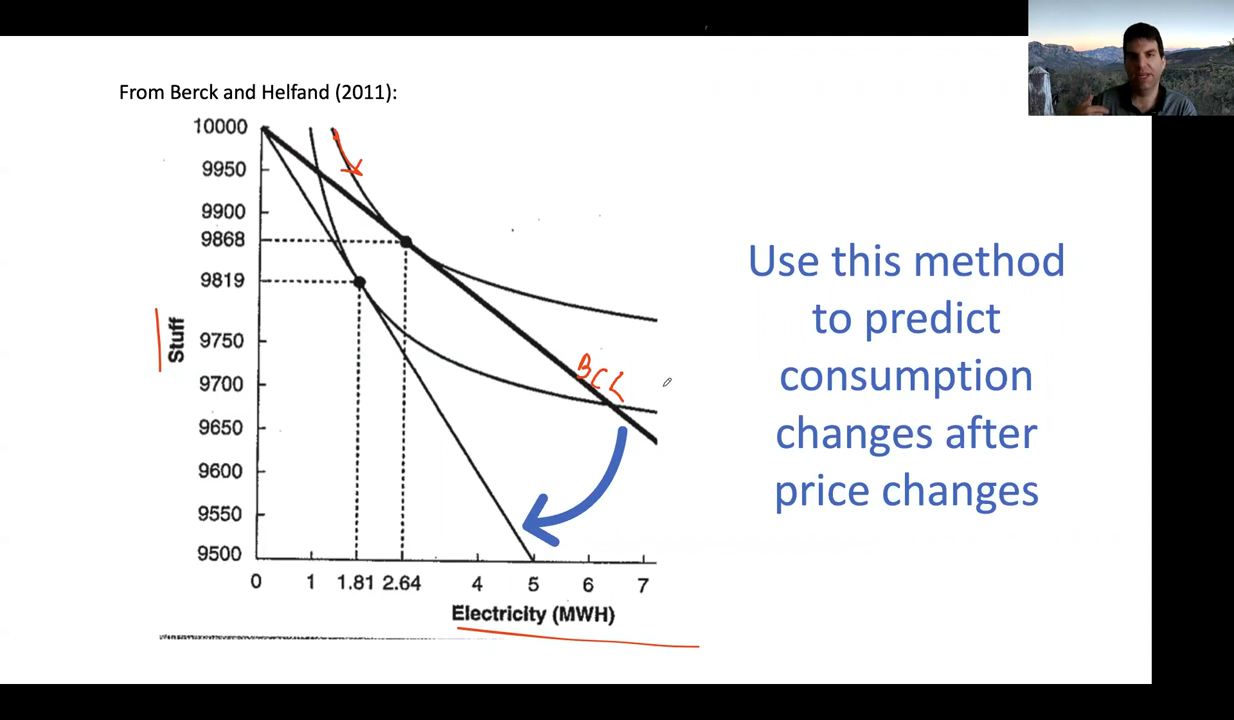 From Berck and Helfand (2011):
10000
9950
9900
9868
9819
9750
9700
9650
9600
9550
9500
Stuff
BCL
0 1 1.81 2.64 4 5 6 7
Electricity (MWH)
Use this method
to predict
consumption
changes after
price changes